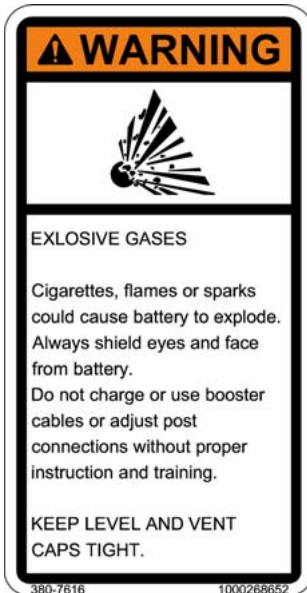 WARNING
EXLOSIVE GASES
Cigarettes, flames or sparks
could cause battery to explode.
Always shield eyes and face
from battery.
Do not charge or use booster
cables or adjust post
connections without proper
instruction and training.
KEEP LEVEL AND VENT
CAPS TIGHT.
380-7616 1000268652